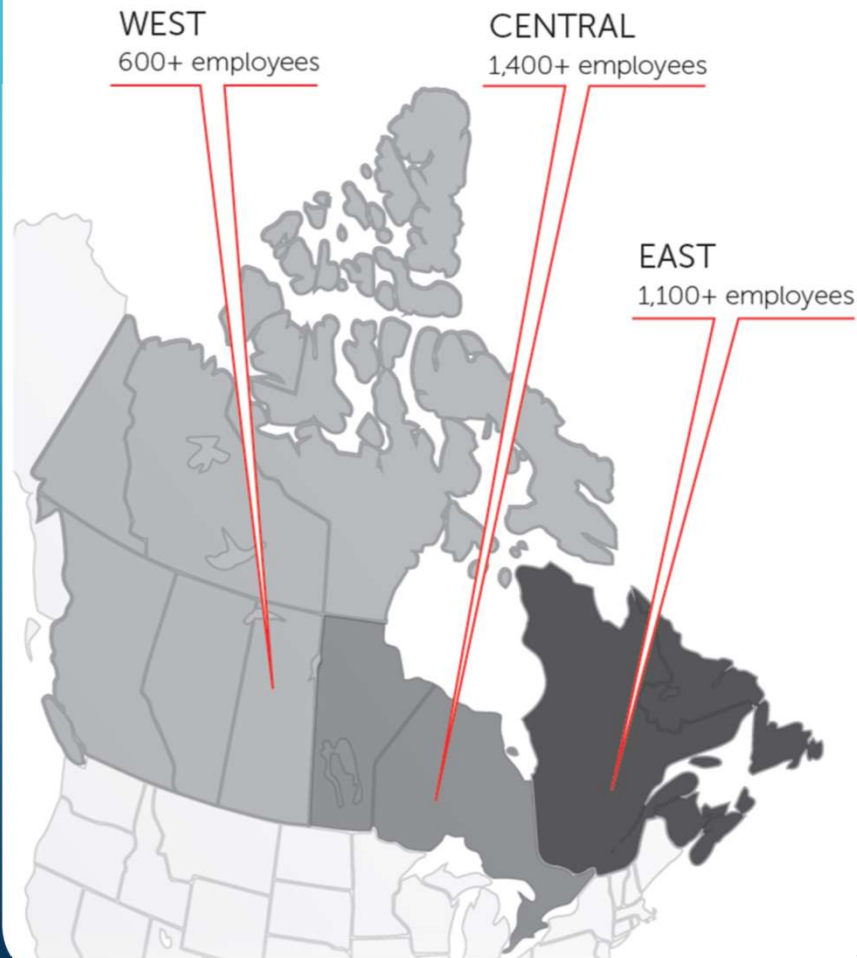 WEST
600+ employees
CENTRAL
1,400+ employees
EAST
1,100+ employees